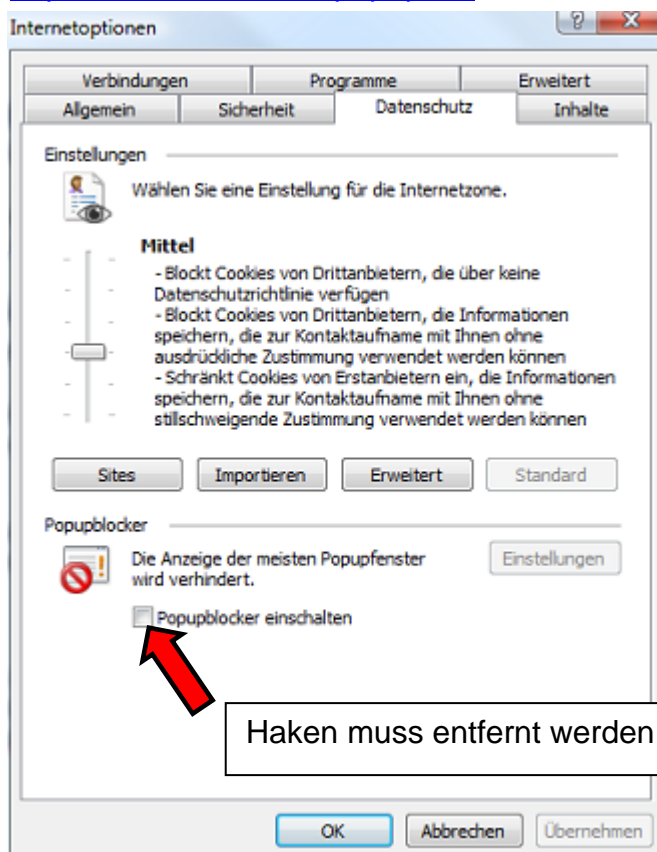 Internetoptionen
Verbindungen Programme Erweitert
Allgemein Sicherheit Datenschutz Inhalte
Einstellungen
Wählen Sie eine Einstellung für die Internetzone.
Mittel
- Blockt Cookies von Drittanbietern, die über keine
Datenschutzrichtlinie verfügen
- Blockt Cookies von Drittanbietern, die Informationen
speichern, die zur Kontaktaufname mit Ihnen ohne
ausdrückliche Zustimmung verwendet werden können
- Schränkt Cookies von Erstanbietern ein, die Informationen
speichern, die zur Kontaktaufname mit Ihnen ohne
stillschweigende Zustimmung verwendet werden können
Sites Importieren Erweitert Standard
Popupblocker
Die Anzeige der meisten Popupfenster
wird verhindert.
Einstellungen
Popupblocker einschalten
Haken muss entfernt werden
OK Abbrechen Übernehmen